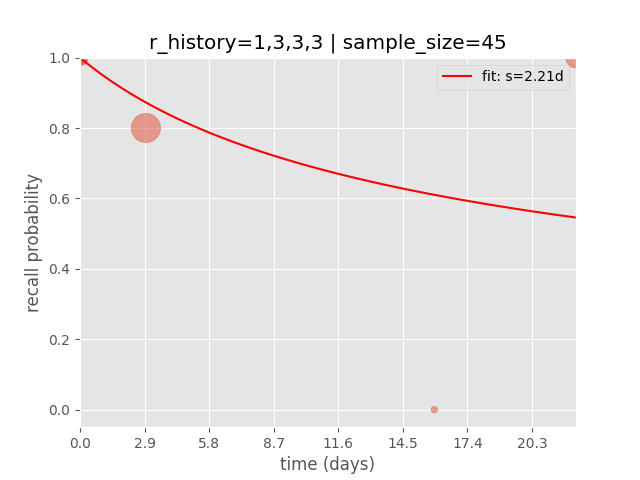 r_history=1,3,3,3 | sample_size=45
fit: s=2.21d
recall probability
1.0
0.8
0.6
0.4
0.2
0.0
0.0 2.9 5.8 8.7 11.6 14.5 17.4 20.3
time (days)